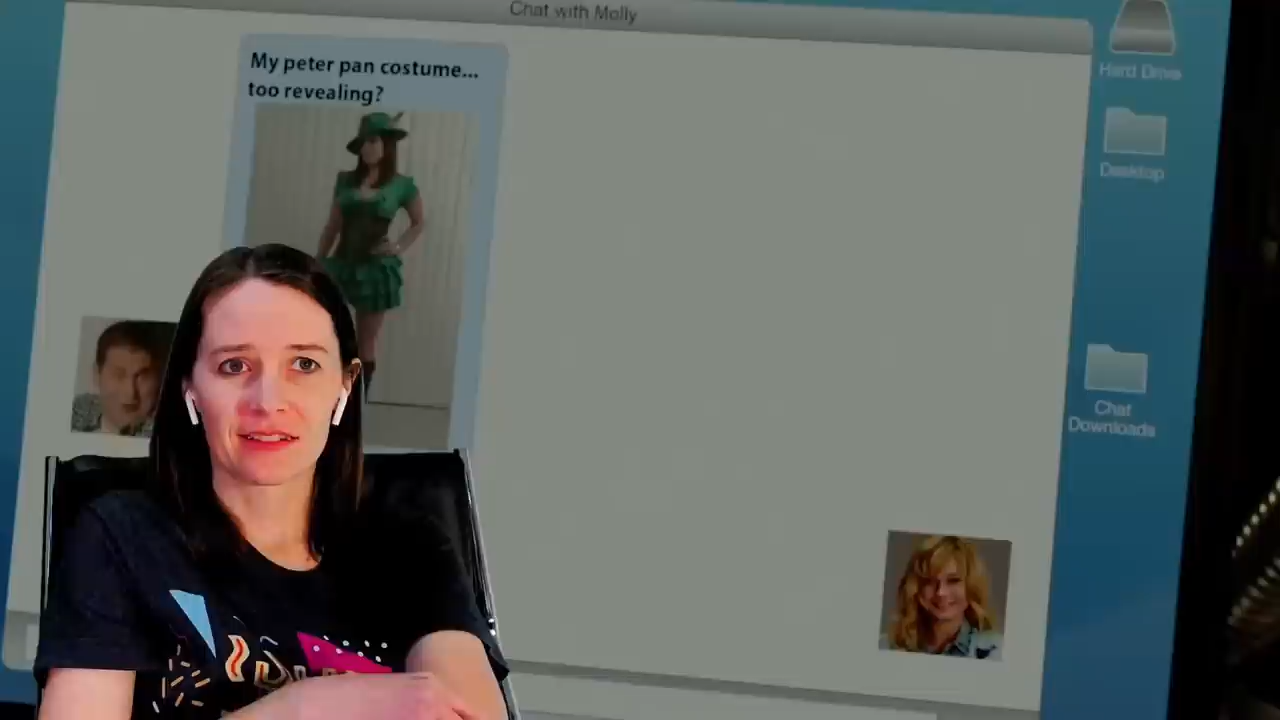 Chat with Molly
My peter pan costume...
too revealing?
Hard Drive
Desktop
Chat
Downloads